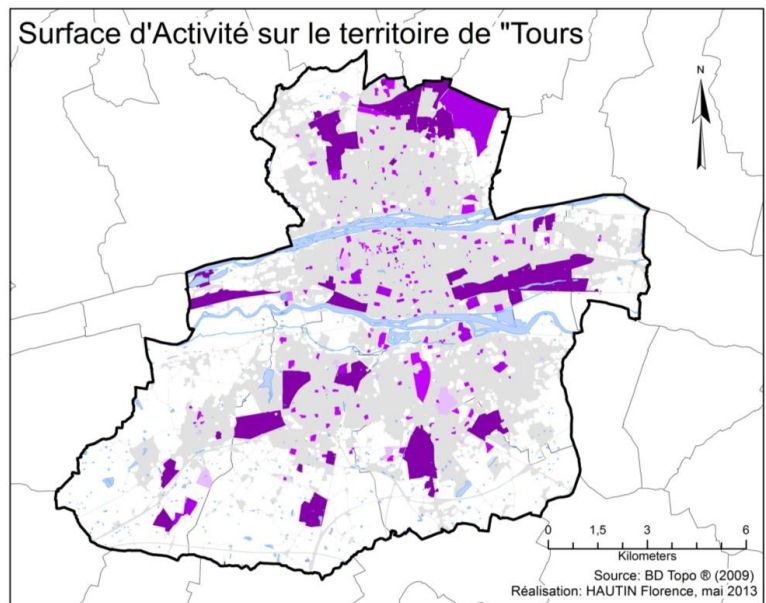 Surface d'Activité sur le territoire de "Tours
N
0 1,5 3 6
Kilometers
Source: BD Topo ® (2009)
Réalisation: HAUTIN Florence, mai 2013